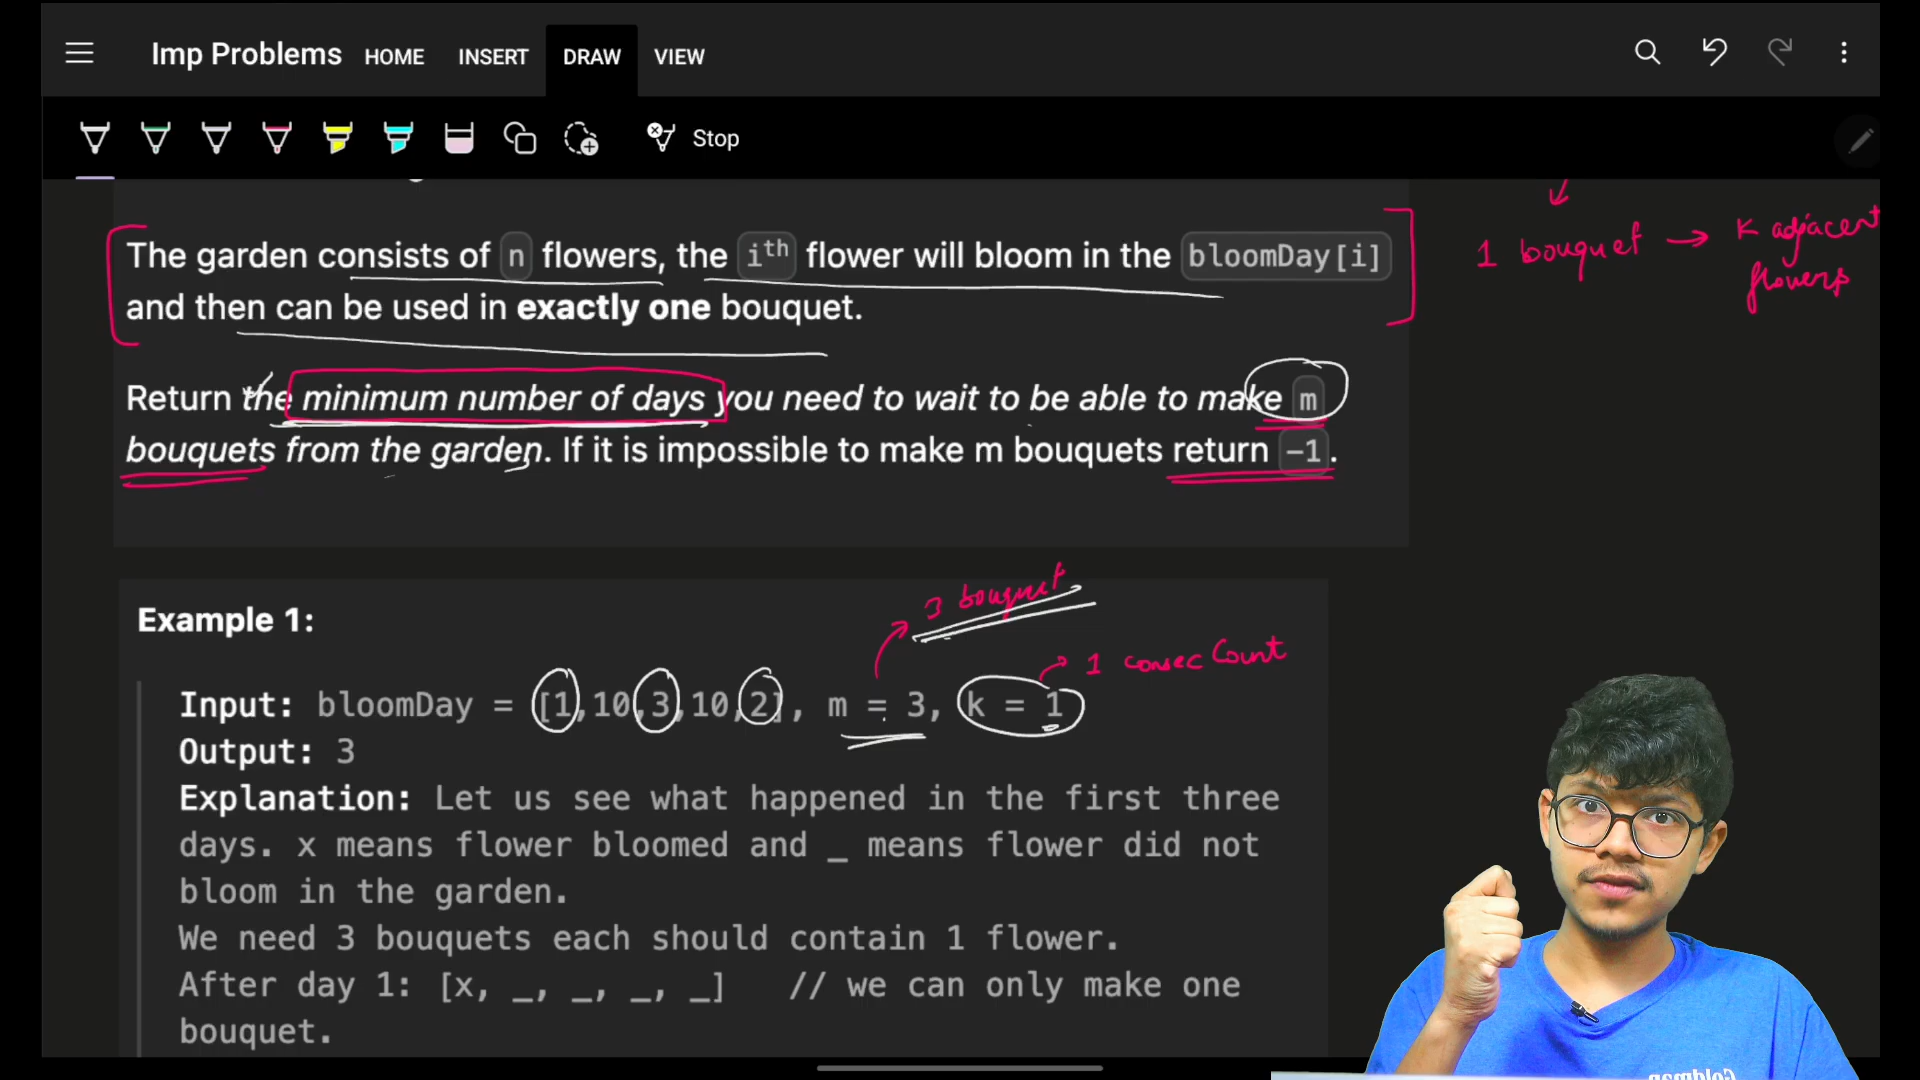 Imp Problems HOME INSERT DRAW VIEW
Stop
The garden consists of n flowers, the ith flower will bloom in the bloomDay[i]
and then can be used in exactly one bouquet.
1 bouquet → K adjacent
flowers
Return the minimum number of days you need to wait to be able to make m
bouquets from the garden. If it is impossible to make m bouquets return -1.
Example 1:
3 bouquet
1 consec Count
Input: bloomDay = [1,10,3,10,2], m = 3, k = 1
Output: 3
Explanation: Let us see what happened in the first three
days. x means flower bloomed and _ means flower did not
bloom in the garden.
We need 3 bouquets each should contain 1 flower.
After day 1: [x, _, _, _, _] // we can only make one
bouquet.